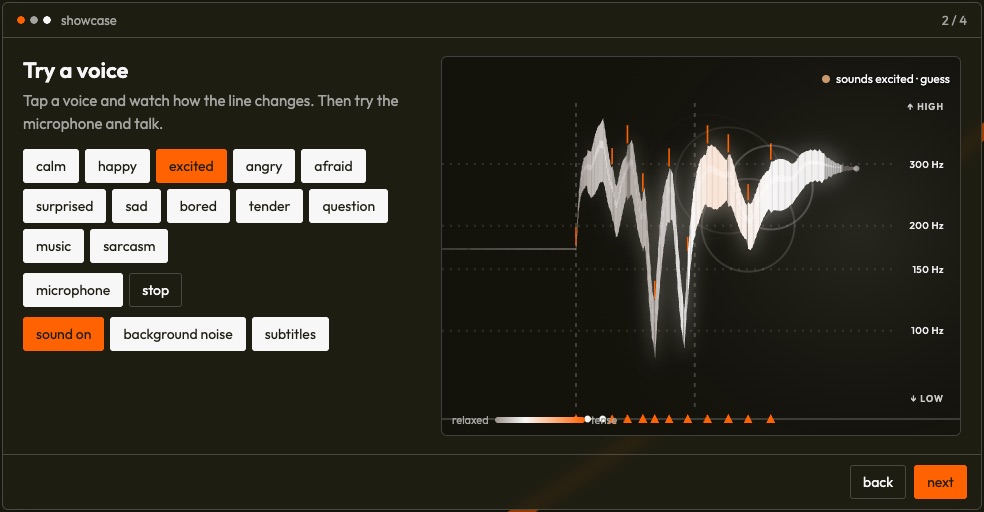 showcase
2 / 4
Try a voice
Tap a voice and watch how the line changes. Then try the
microphone and talk.
calm
happy
excited
angry
afraid
surprised
sad
bored
tender
question
music
sarcasm
microphone
stop
sound on
background noise
subtitles
sounds excited · guess
↑ HIGH
300 Hz
200 Hz
150 Hz
100 Hz
↓ LOW
relaxed
tense
back
next